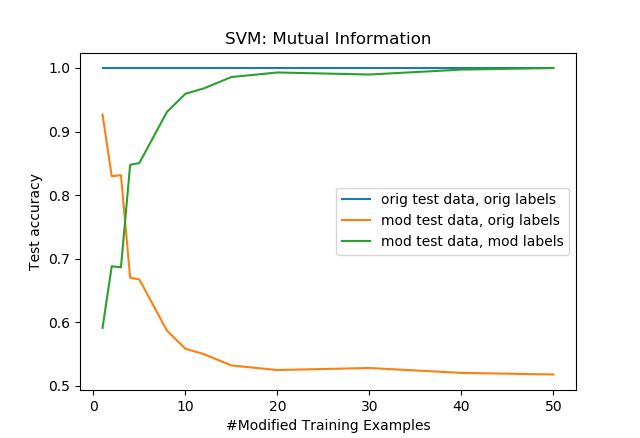 SVM: Mutual Information
1.0
0.9
0.8
0.7
0.6
0.5
Test accuracy
orig test data, orig labels
mod test data, orig labels
mod test data, mod labels
0 10 20 30 40 50
#Modified Training Examples